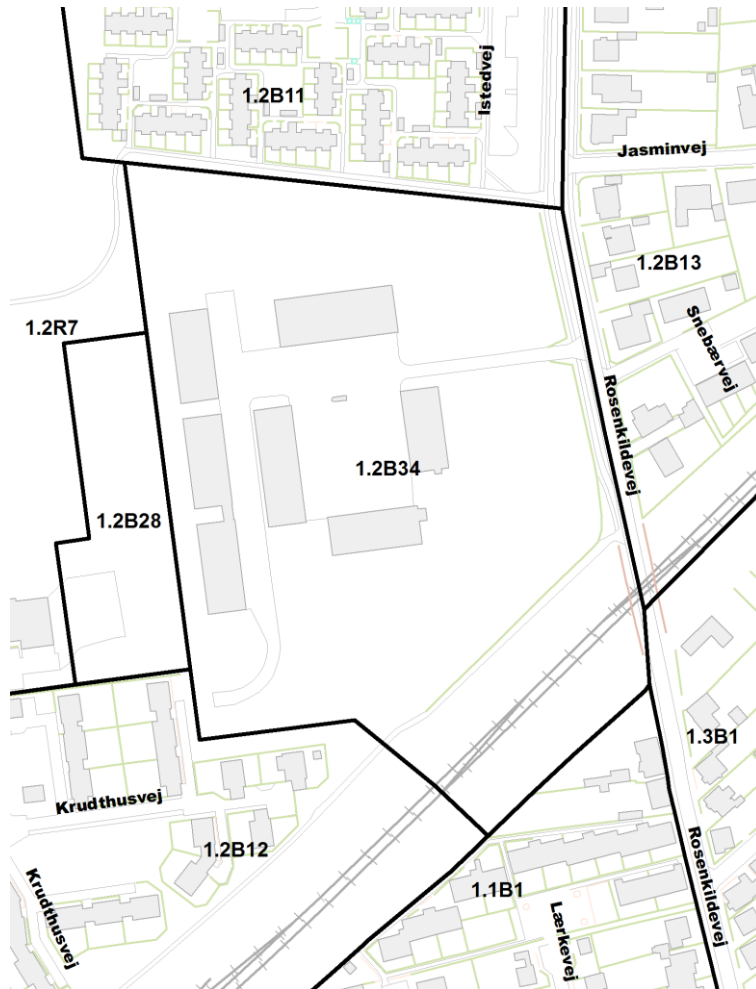 1.2B11
Istedvej
Jasminvej
1.2B13
1.2R7
Snebærvej
Rosenkildevej
1.2B34
1.2B28
1.3B1
Krudthusvej
1.2B12
Rosenkildevej
1.1B1
Krudthusvej
Lærkevej